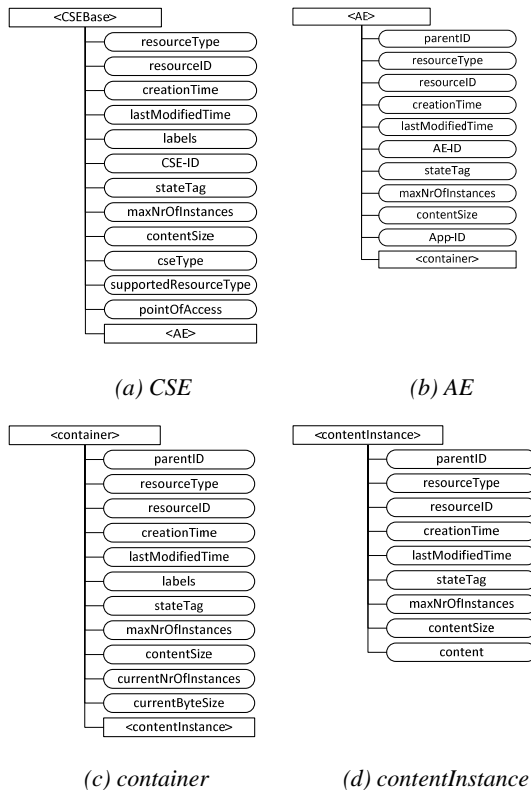 <CSEBase>
resourceType
resourceID
creationTime
lastModifiedTime
labels
CSE-ID
stateTag
maxNrOfInstances
contentSize
cseType
supportedResourceType
pointOfAccess
<AE>
(a) CSE
<AE>
parentID
resourceType
resourceID
creationTime
lastModifiedTime
AE-ID
stateTag
maxNrOfInstances
contentSize
App-ID
<container>
(b) AE
<container>
parentID
resourceType
resourceID
creationTime
lastModifiedTime
labels
stateTag
maxNrOfInstances
contentSize
currentNrOfInstances
currentByteSize
<contentInstance>
(c) container
<contentInstance>
parentID
resourceType
resourceID
creationTime
lastModifiedTime
stateTag
maxNrOfInstances
contentSize
content
(d) contentInstance